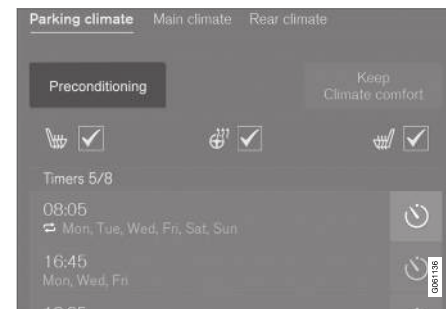 Parking climate Main climate Rear climate
Preconditioning
Keep
Climate comfort
Timers 5/8
08:05
Mon, Tue, Wed, Fri, Sat, Sun
16:45
Mon, Wed, Fri
G061136